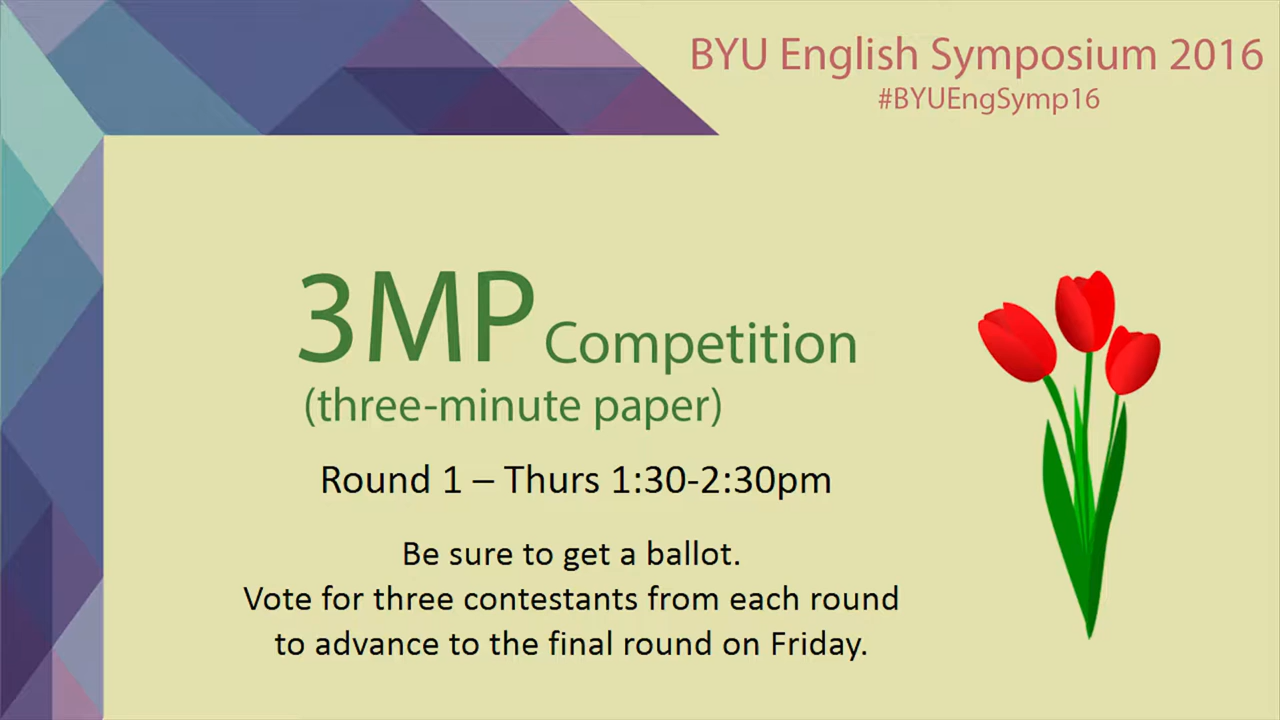 BYU English Symposium 2016
#BYUEngSymp16
3MP Competition
(three-minute paper)
Round 1 – Thurs 1:30-2:30pm
Be sure to get a ballot.
Vote for three contestants from each round
to advance to the final round on Friday.